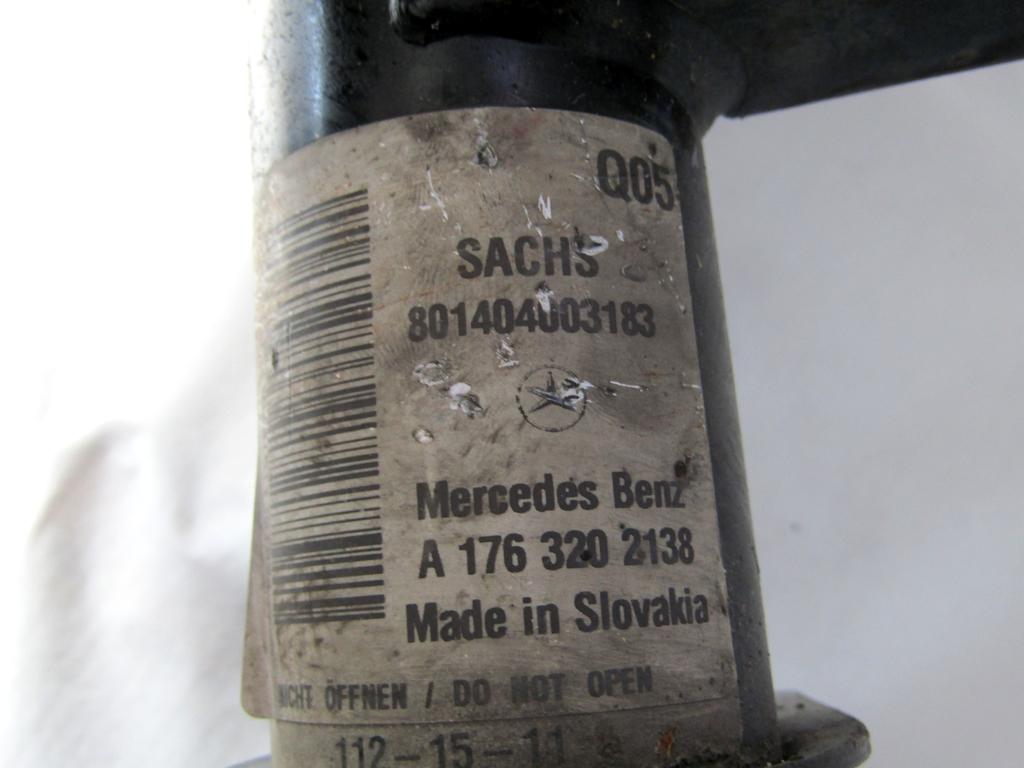 Q05
SACHS
801404003183
Mercedes Benz
A 176 320 2138
Made in Slovakia
NICHT ÖFFNEN / DO NOT OPEN
112-15-11